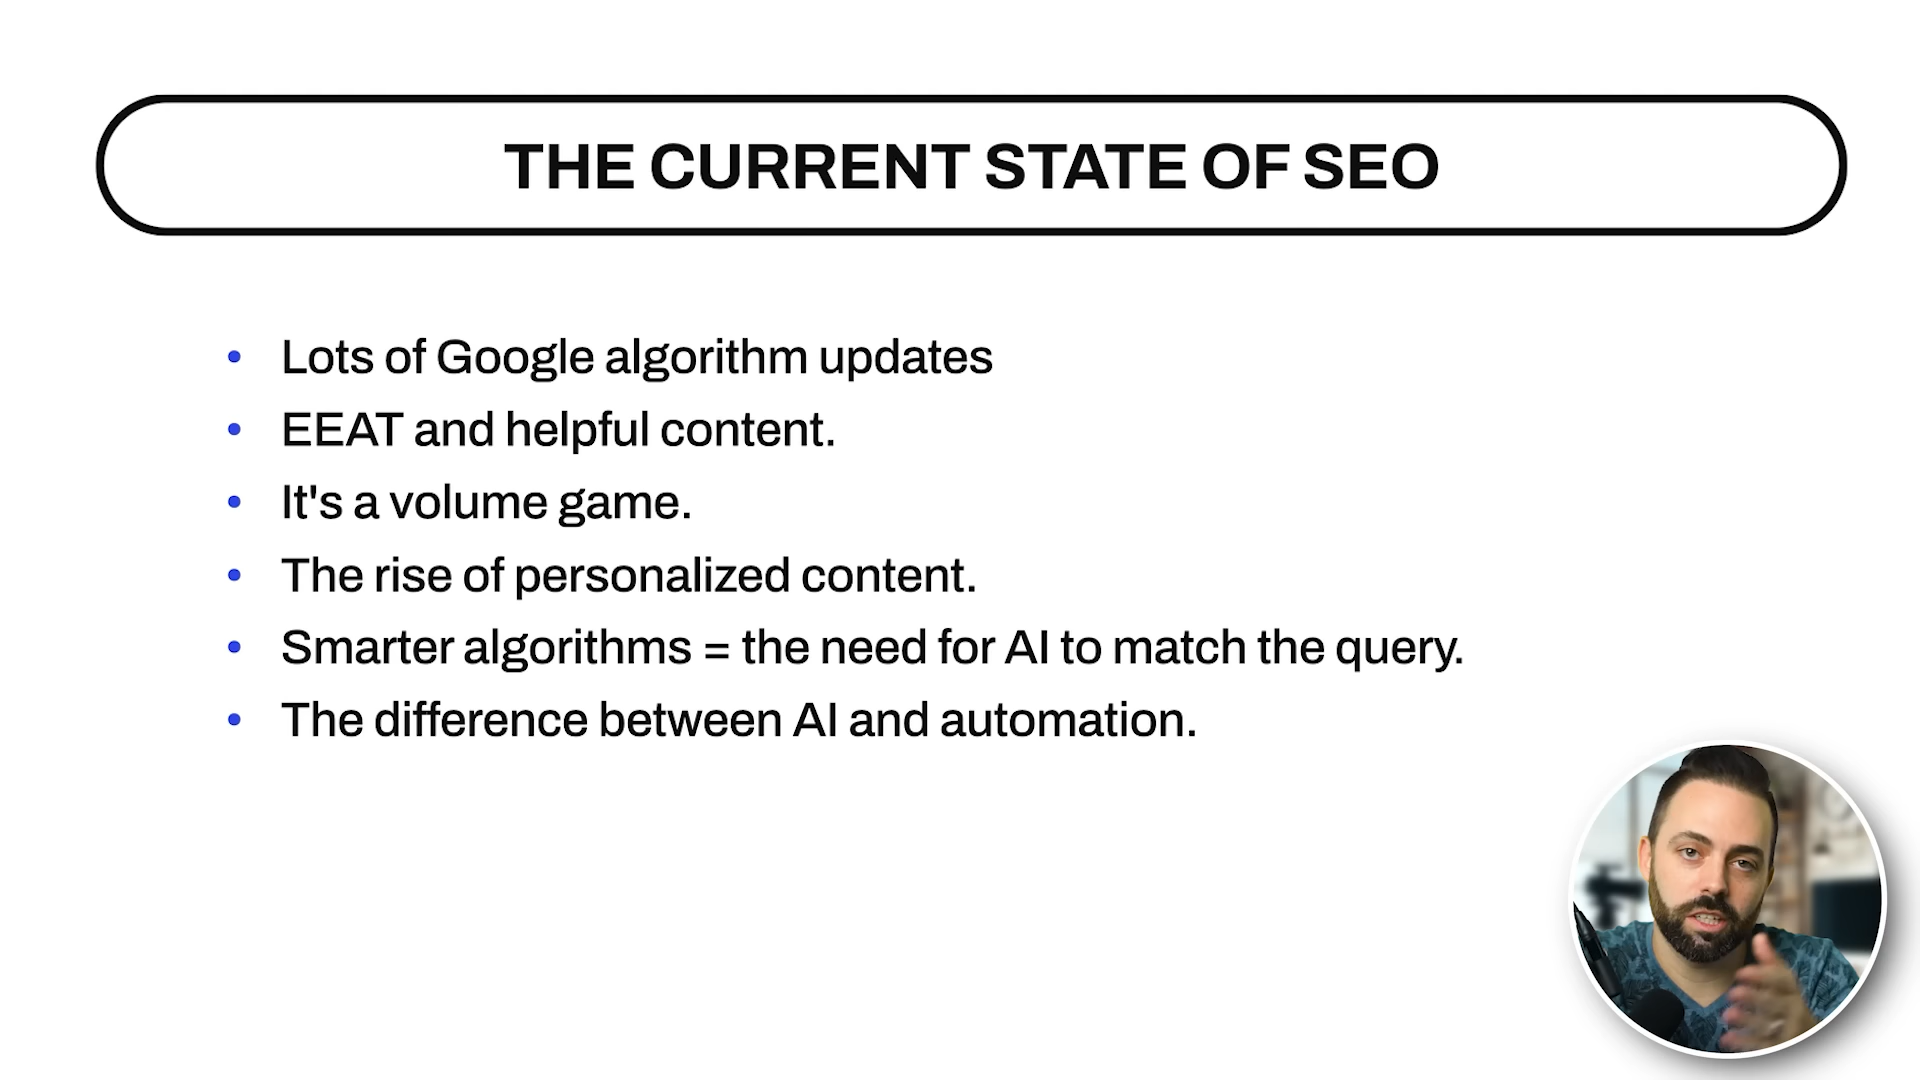 THE CURRENT STATE OF SEO
• Lots of Google algorithm updates
• EEAT and helpful content.
• It's a volume game.
• The rise of personalized content.
• Smarter algorithms = the need for AI to match the query.
• The difference between AI and automation.